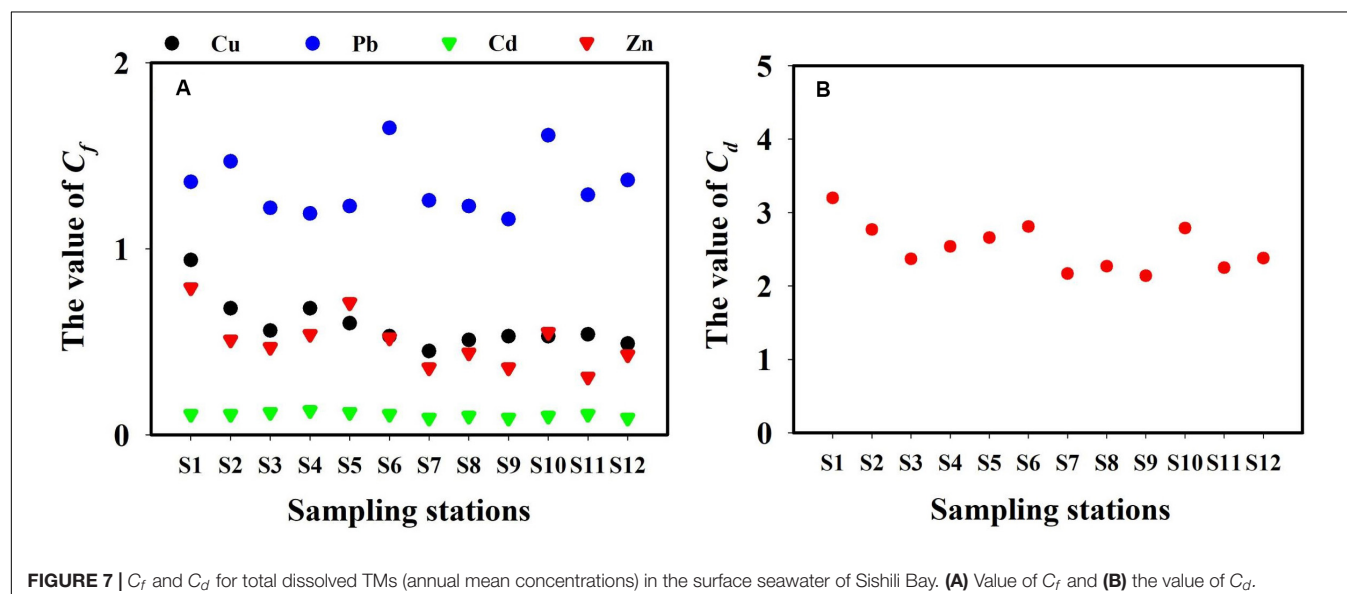 Cu Pb Cd Zn
A
The value of Cf
2
1
0
S1 S2 S3 S4 S5 S6 S7 S8 S9 S10 S11 S12
Sampling stations
B
The value of Cd
5
4
3
2
1
0
S1 S2 S3 S4 S5 S6 S7 S8 S9 S10 S11 S12
Sampling stations
FIGURE 7 | Cf and Cd for total dissolved TMs (annual mean concentrations) in the surface seawater of Sishili Bay. (A) Value of Cf and (B) the value of Cd.